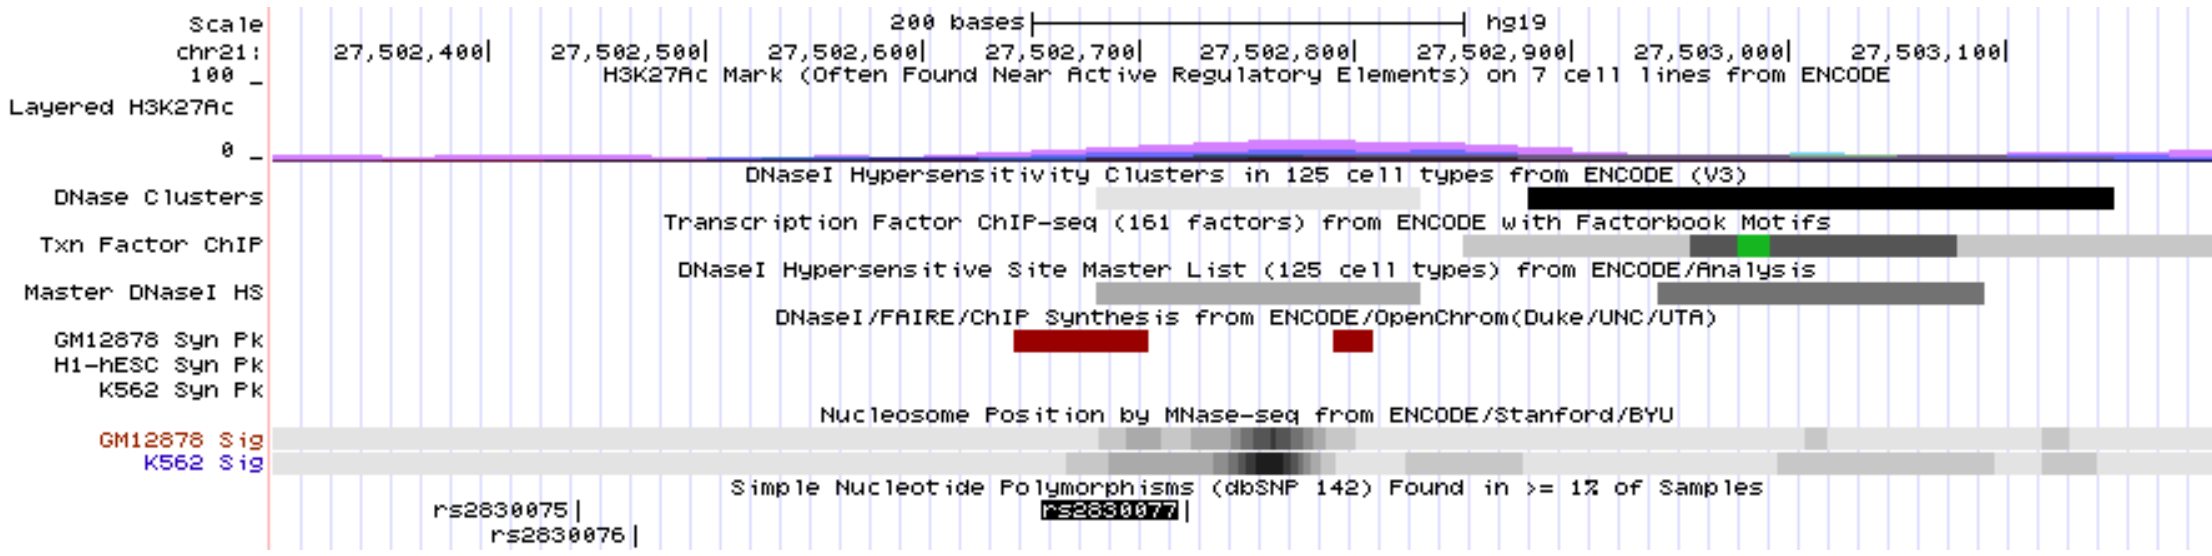 Scale 200 bases hg19
chr21: 27,502,400| 27,502,500| 27,502,600| 27,502,700| 27,502,800| 27,502,900| 27,503,000| 27,503,100|
100 _ H3K27Ac Mark (Often Found Near Active Regulatory Elements) on 7 cell lines from ENCODE
Layered H3K27Ac
0 _
DNaseI Hypersensitivity Clusters in 125 cell types from ENCODE (V3)
DNase Clusters
Transcription Factor ChIP-seq (161 factors) from ENCODE with Factorbook Motifs
Txn Factor ChIP
DNaseI Hypersensitive Site Master List (125 cell types) from ENCODE/Analysis
Master DNaseI HS
DNaseI/FAIRE/ChIP Synthesis from ENCODE/OpenChrom(Duke/UNC/UTA)
GM12878 Syn Pk
H1-hESC Syn Pk
K562 Syn Pk
Nucleosome Position by MNase-seq from ENCODE/Stanford/BYU
GM12878 Sig
K562 Sig
Simple Nucleotide Polymorphisms (dbSNP 142) Found in >= 1% of Samples
rs2830075 rs2830077
rs2830076